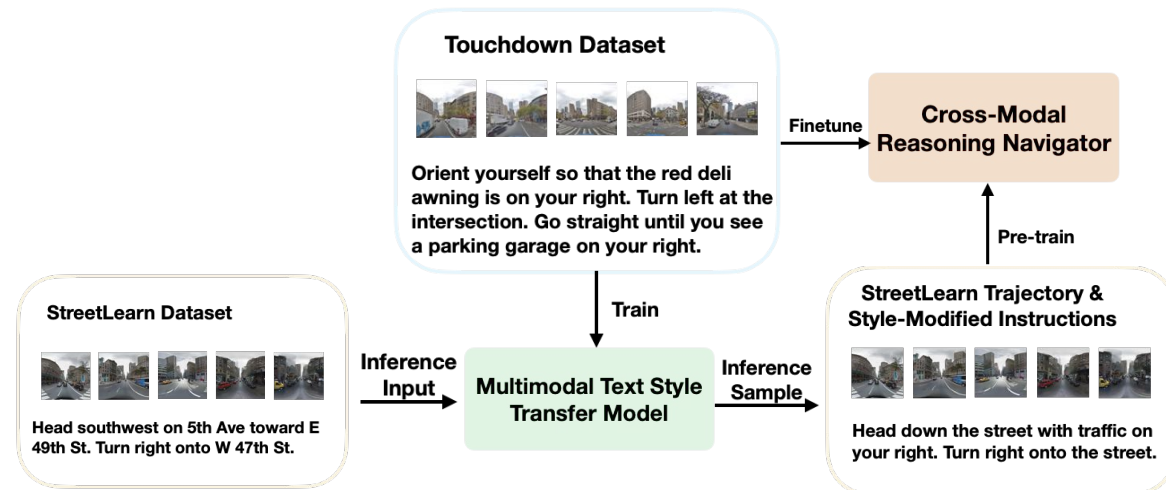 Touchdown Dataset
Orient yourself so that the red deli
awning is on your right. Turn left at the
intersection. Go straight until you see
a parking garage on your right.
Finetune
Cross-Modal
Reasoning Navigator
Pre-train
Train
StreetLearn Dataset
Head southwest on 5th Ave toward E
49th St. Turn right onto W 47th St.
Inference
Input
Multimodal Text Style
Transfer Model
Inference
Sample
StreetLearn Trajectory &
Style-Modified Instructions
Head down the street with traffic on
your right. Turn right onto the street.